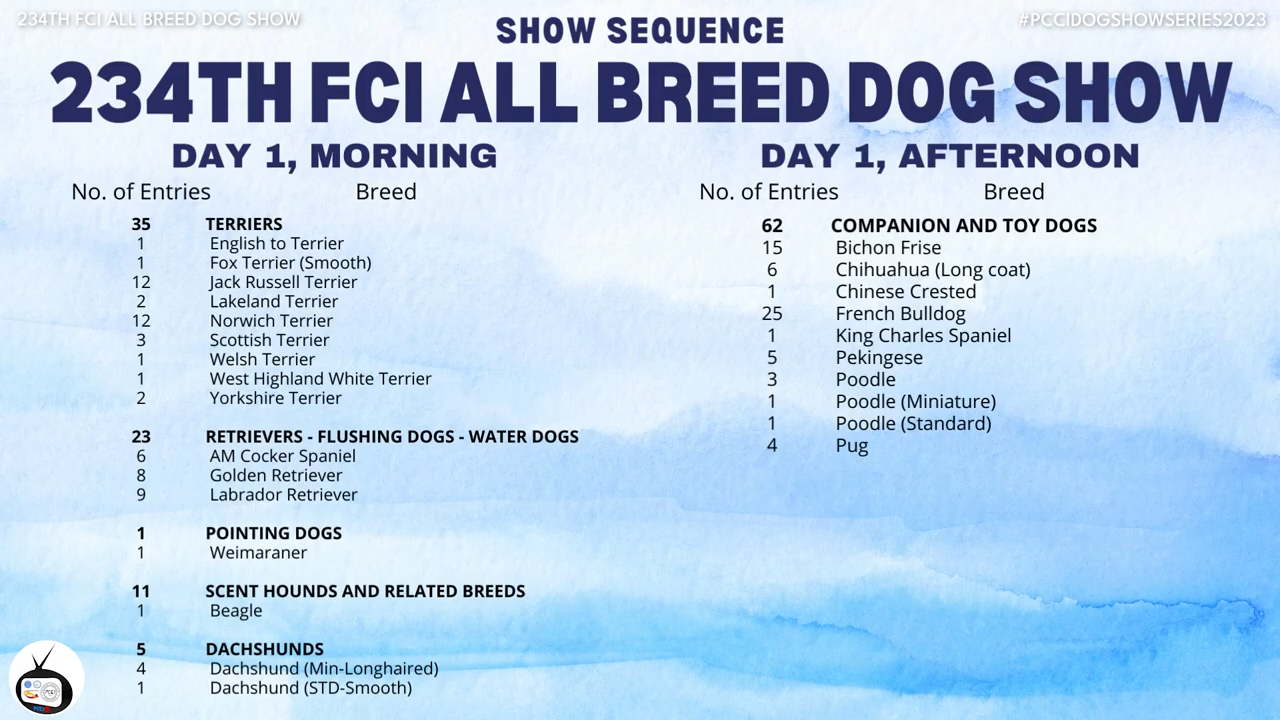 234TH FCI ALL BREED DOG SHOW
#PCCIDOGSHOWSERIES2023
SHOW SEQUENCE
234TH FCI ALL BREED DOG SHOW
DAY 1, MORNING
No. of Entries Breed
35 TERRIERS
1 English to Terrier
1 Fox Terrier (Smooth)
12 Jack Russell Terrier
2 Lakeland Terrier
12 Norwich Terrier
3 Scottish Terrier
1 Welsh Terrier
1 West Highland White Terrier
2 Yorkshire Terrier
23 RETRIEVERS - FLUSHING DOGS - WATER DOGS
6 AM Cocker Spaniel
8 Golden Retriever
9 Labrador Retriever
1 POINTING DOGS
1 Weimaraner
11 SCENT HOUNDS AND RELATED BREEDS
1 Beagle
5 DACHSHUNDS
4 Dachshund (Min-Longhaired)
1 Dachshund (STD-Smooth)
DAY 1, AFTERNOON
No. of Entries Breed
62 COMPANION AND TOY DOGS
15 Bichon Frise
6 Chihuahua (Long coat)
1 Chinese Crested
25 French Bulldog
1 King Charles Spaniel
5 Pekingese
3 Poodle
1 Poodle (Miniature)
1 Poodle (Standard)
4 Pug